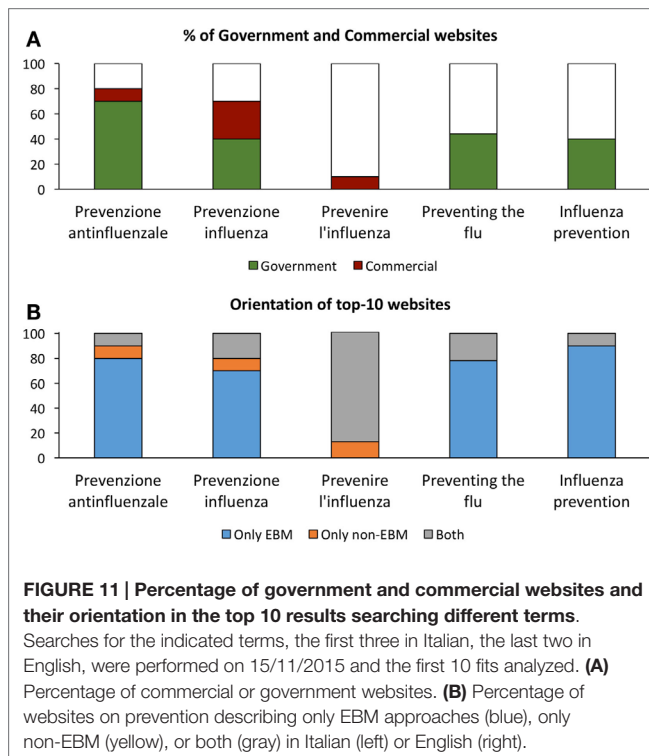 A
% of Government and Commercial websites
100
80
60
40
20
0
Prevenzione antinfluenzale
Prevenzione influenza
Prevenire l'influenza
Preventing the flu
Influenza prevention
Government Commercial
B
Orientation of top-10 websites
100
80
60
40
20
0
Prevenzione antinfluenzale
Prevenzione influenza
Prevenire l'influenza
Preventing the flu
Influenza prevention
Only EBM Only non-EBM Both
FIGURE 11 | Percentage of government and commercial websites and
their orientation in the top 10 results searching different terms.
Searches for the indicated terms, the first three in Italian, the last two in
English, were performed on 15/11/2015 and the first 10 fits analyzed. (A)
Percentage of commercial or government websites. (B) Percentage of
websites on prevention describing only EBM approaches (blue), only
non-EBM (yellow), or both (gray) in Italian (left) or English (right).